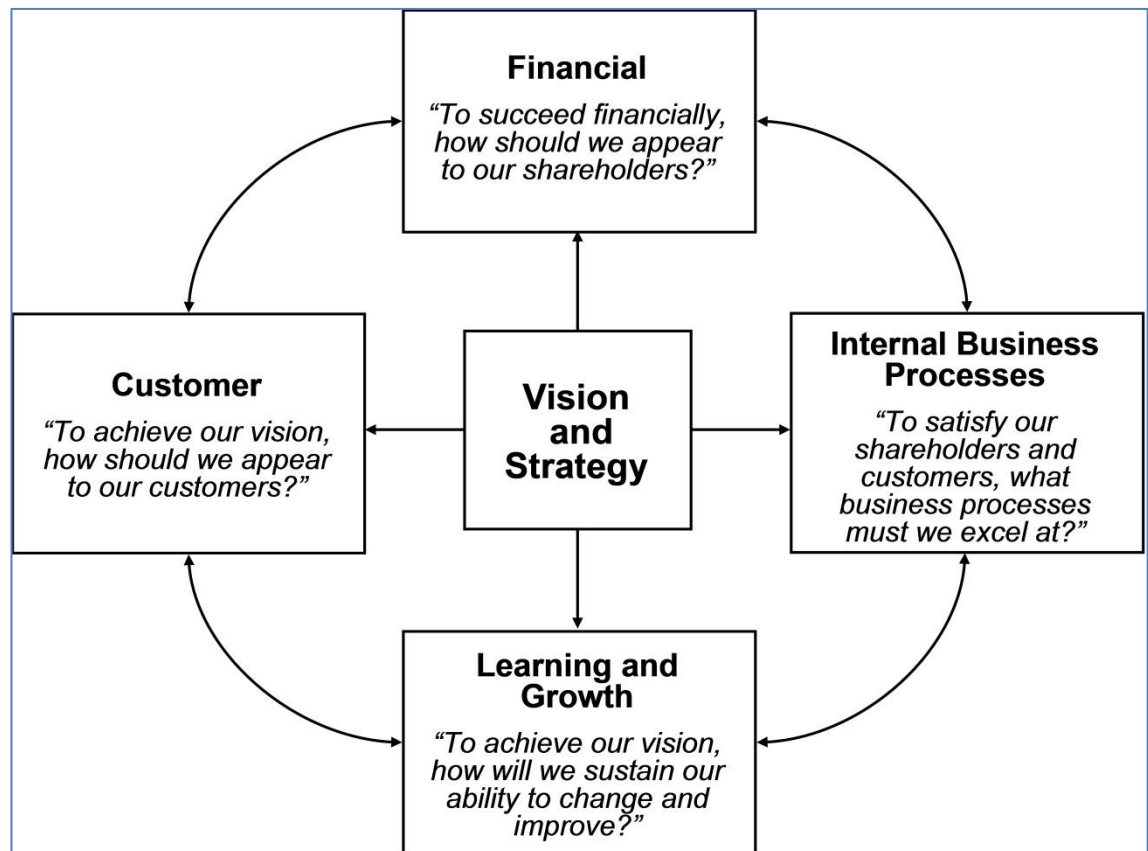 Financial
“To succeed financially,
how should we appear
to our shareholders?”
Customer
“To achieve our vision,
how should we appear
to our customers?”
Vision
and
Strategy
Internal Business
Processes
“To satisfy our
shareholders and
customers, what
business processes
must we excel at?”
Learning and
Growth
“To achieve our vision,
how will we sustain our
ability to change and
improve?”